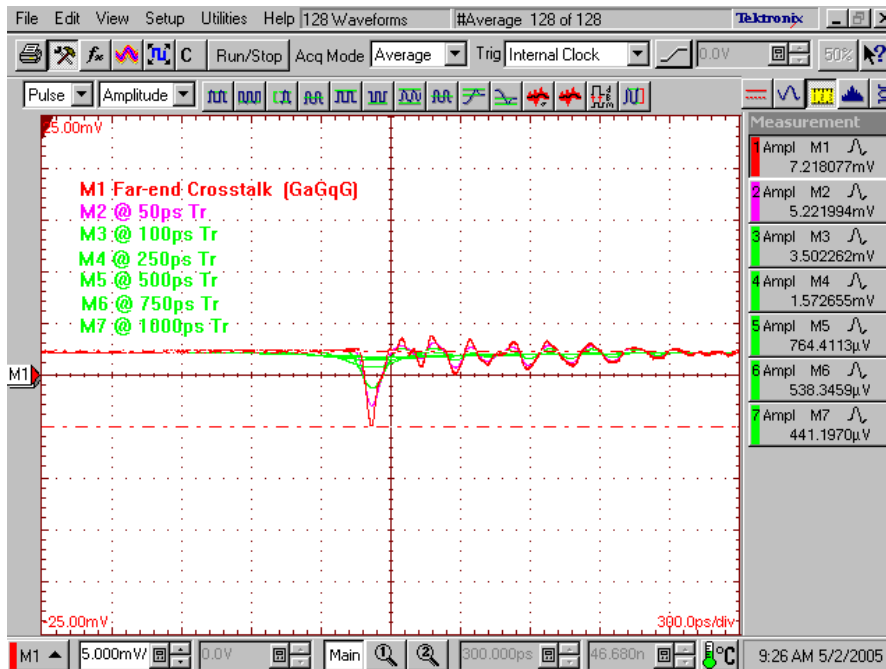 File Edit View Setup Utilities Help 128 Waveforms #Average 128 of 128 Tektronix
C Run/Stop Acq Mode Average Trig Internal Clock 0.0V 50%
Pulse Amplitude
Measurement
25.00mV
1 Ampl M1
7.218077mV
2 Ampl M2
5.221994mV
3 Ampl M3
3.502262mV
4 Ampl M4
1.572655mV
5 Ampl M5
764.4113µV
6 Ampl M6
538.3459µV
7 Ampl M7
441.1970µV
M1 Far-end Crosstalk (GaGqG)
M2 @ 50ps Tr
M3 @ 100ps Tr
M4 @ 250ps Tr
M5 @ 500ps Tr
M6 @ 750ps Tr
M7 @ 1000ps Tr
M1
-25.00mV 300.0ps/div
M1 5.000mV/ 0.0V Main 1 2 300.000ps 46.680n °C 9:26 AM 5/2/2005